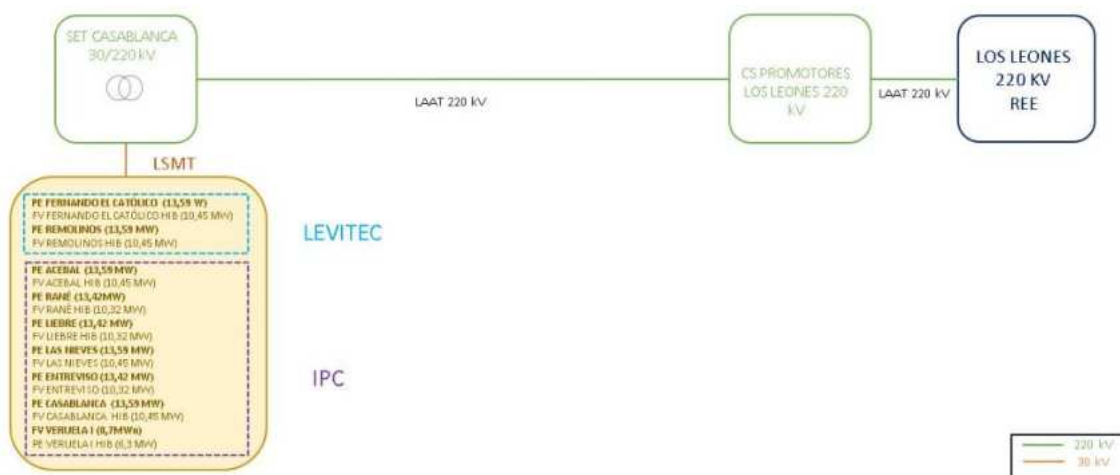 SET CASABLANCA
30/220 kV
CS PROMOTORES
LOS LEONES 220
kV
LOS LEONES
220 KV
REE
LAAT 220 kV
LAAT 220 kV
LSMT
PE FERNANDO EL CATÓLICO (13,59 W)
FV FERNANDO EL CATÓLICO HIB (10,45 MW)
PE REMOLINOS (13,59 MW)
FV REMOLINOS HIB (10,45 MW)
LEVITEC
PE ACEBAL (13,59 MW)
FV ACEBAL HIB (10,45 MW)
PE RANÉ (13,42MW)
FV RANÉ HIB (10,32 MW)
PE LIEBRE (13,42 MW)
FV LIEBRE HIB (10,32 MW)
PE LAS NIEVES (13,59 MW)
FV LAS NIEVES (10,45 MW)
PE ENTREVISO (13,42 MW)
FV ENTREVISO (10,32 MW)
PE CASABLANCA (13,59 MW)
FV CASABLANCA HIB (10,45 MW)
FV VERUELA I (8,7MWn)
PE VERUELA I HIB (6,3 MW)
IPC
220 kV
30 kV